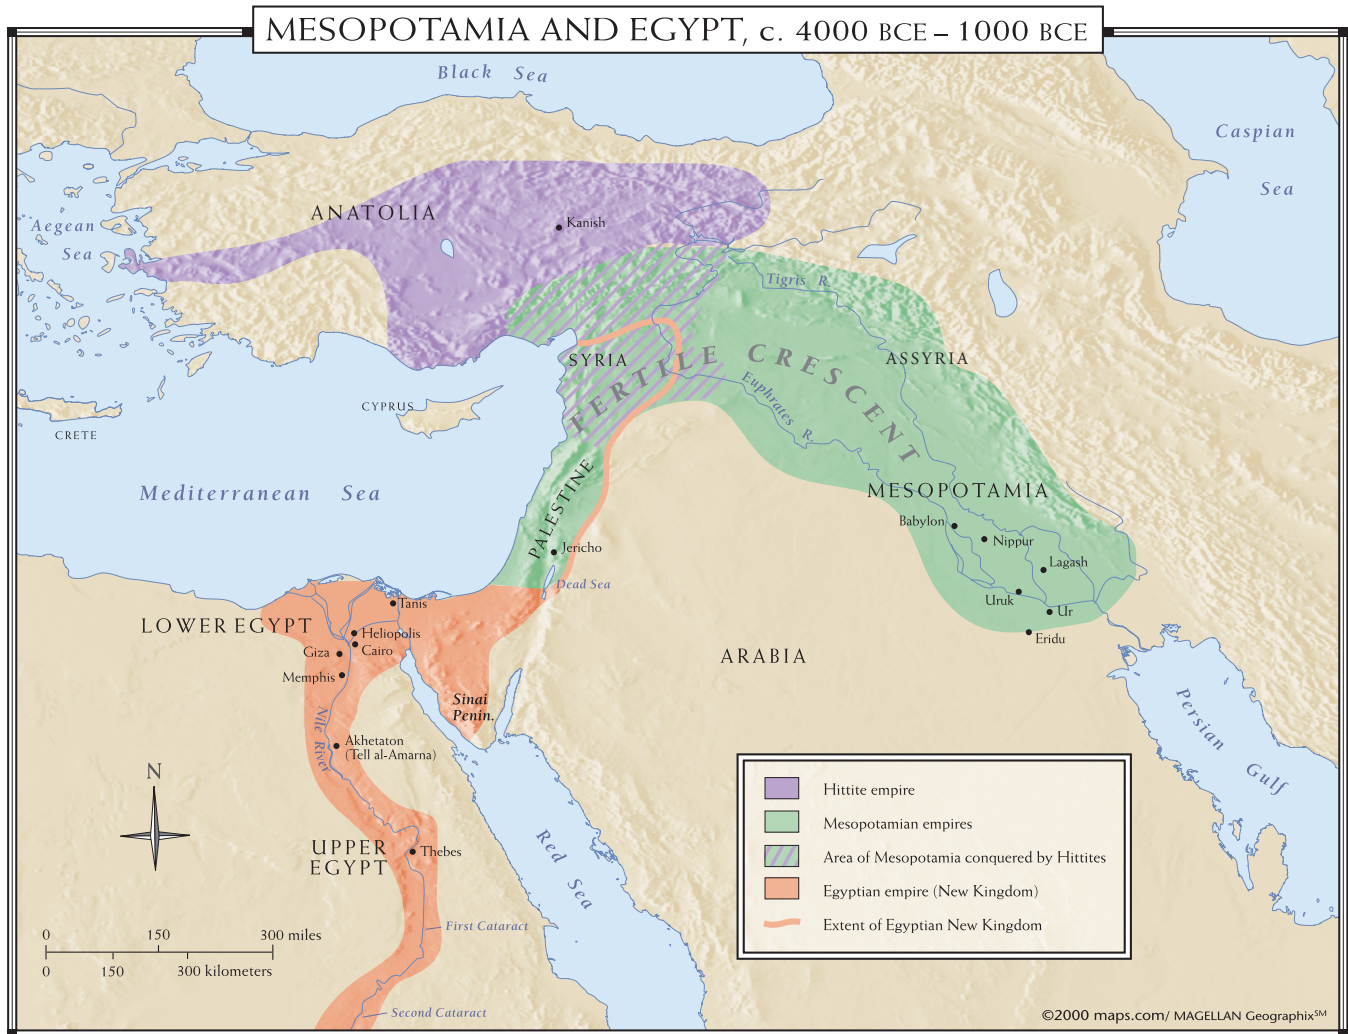 MESOPOTAMIA AND EGYPT, c. 4000 BCE – 1000 BCE
Black Sea
Caspian
Sea
Aegean
Sea
ANATOLIA
Kanish
Tigris R.
SYRIA
FERTILE CRESCENT
ASSYRIA
Euphrates R.
CYPRUS
CRETE
Mediterranean Sea
PALESTINE
MESOPOTAMIA
Babylon
Nippur
Jericho
Lagash
Dead Sea
Uruk
Ur
Eridu
Tanis
LOWER EGYPT
Heliopolis
Cairo
Giza
Memphis
ARABIA
Sinai
Penin.
Nile River
Akhetaton
(Tell al-Amarna)
Persian Gulf
N
UPPER
EGYPT
Thebes
Red Sea
First Cataract
Second Cataract
0 150 300 miles
0 150 300 kilometers
Hittite empire
Mesopotamian empires
Area of Mesopotamia conquered by Hittites
Egyptian empire (New Kingdom)
Extent of Egyptian New Kingdom
©2000 maps.com/ MAGELLAN Geographix℠